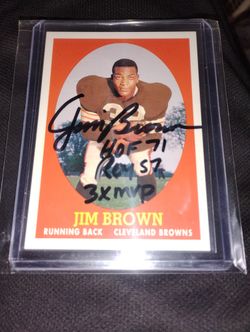 Jim Brown
HOF 71
ROY 57
3X MVP
JIM BROWN
RUNNING BACK CLEVELAND BROWNS